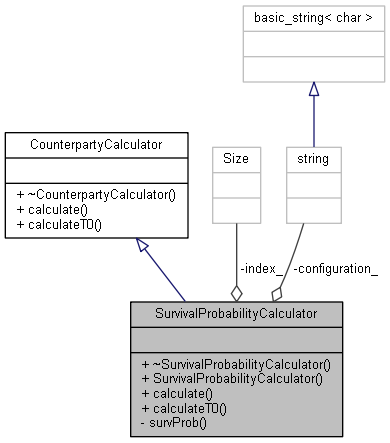 basic_string< char >
CounterpartyCalculator
+ ~CounterpartyCalculator()
+ calculate()
+ calculateT0()
Size
string
-index_
-configuration_
SurvivalProbabilityCalculator
+ ~SurvivalProbabilityCalculator()
+ SurvivalProbabilityCalculator()
+ calculate()
+ calculateT0()
- survProb()